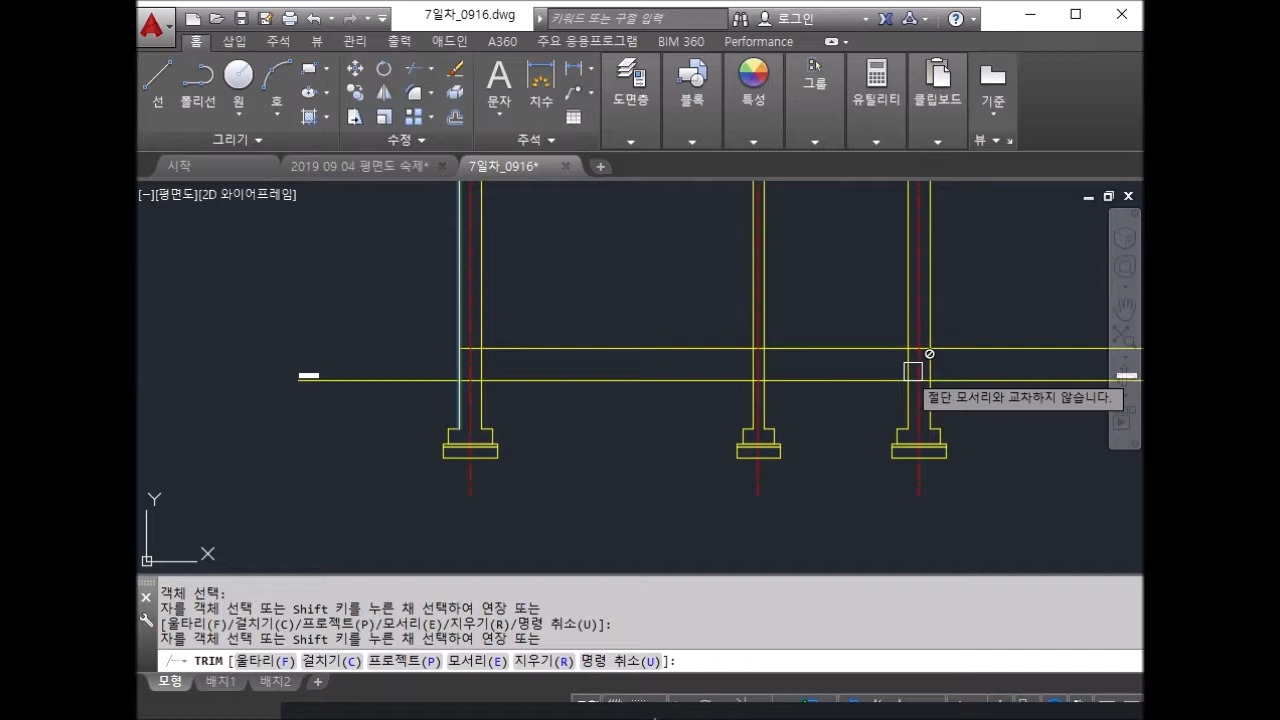 7일차_0916.dwg
키워드 또는 구절 입력
로그인
홈 삽입 주석 뷰 관리 출력 애드인 A360 주요 응용프로그램 BIM 360 Performance
선 폴리선 원 호 문자 치수 도면층 블록 특성 그룹 유틸리티 클립보드 기준
그리기 수정 주석 뷰
시작 2019 09 04 평면도 숙제* 7일차_0916*
[−][평면도][2D 와이어프레임]
절단 모서리와 교차하지 않습니다.
Y
X
객체 선택:
자를 객체 선택 또는 Shift 키를 누른 채 선택하여 연장 또는
[울타리(F)/걸치기(C)/프로젝트(P)/모서리(E)/지우기(R)/명령 취소(U)]:
자를 객체 선택 또는 Shift 키를 누른 채 선택하여 연장 또는
TRIM [울타리(F) 걸치기(C) 프로젝트(P) 모서리(E) 지우기(R) 명령 취소(U)]:
모형 배치1 배치2